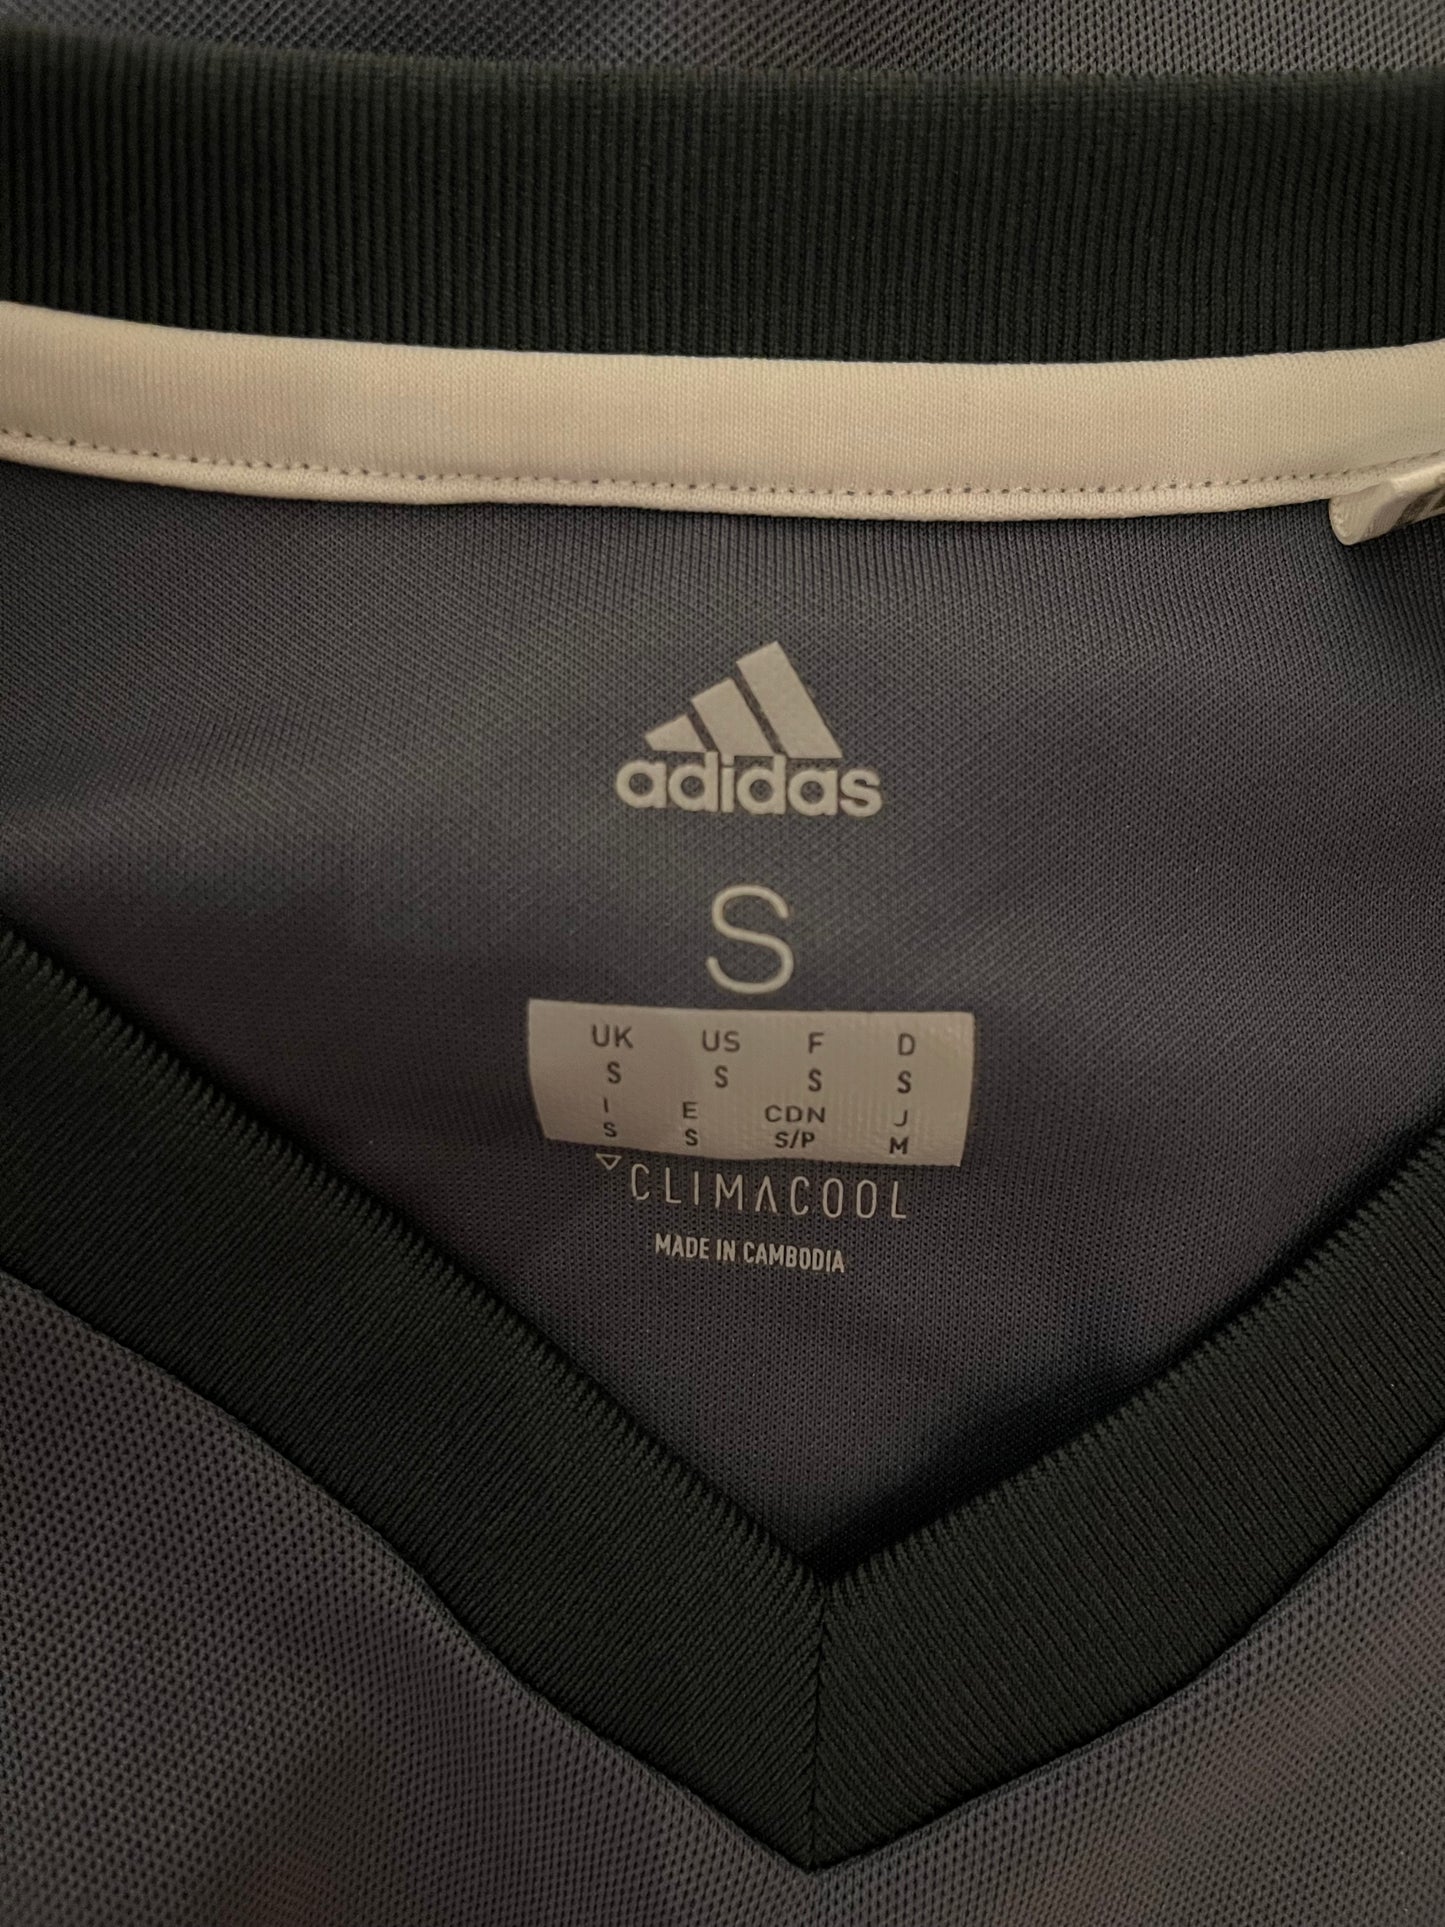 adidas
S
UK US F D
S S S S
I E CDN J
S S S/P M
CLIMACOOL
MADE IN CAMBODIA